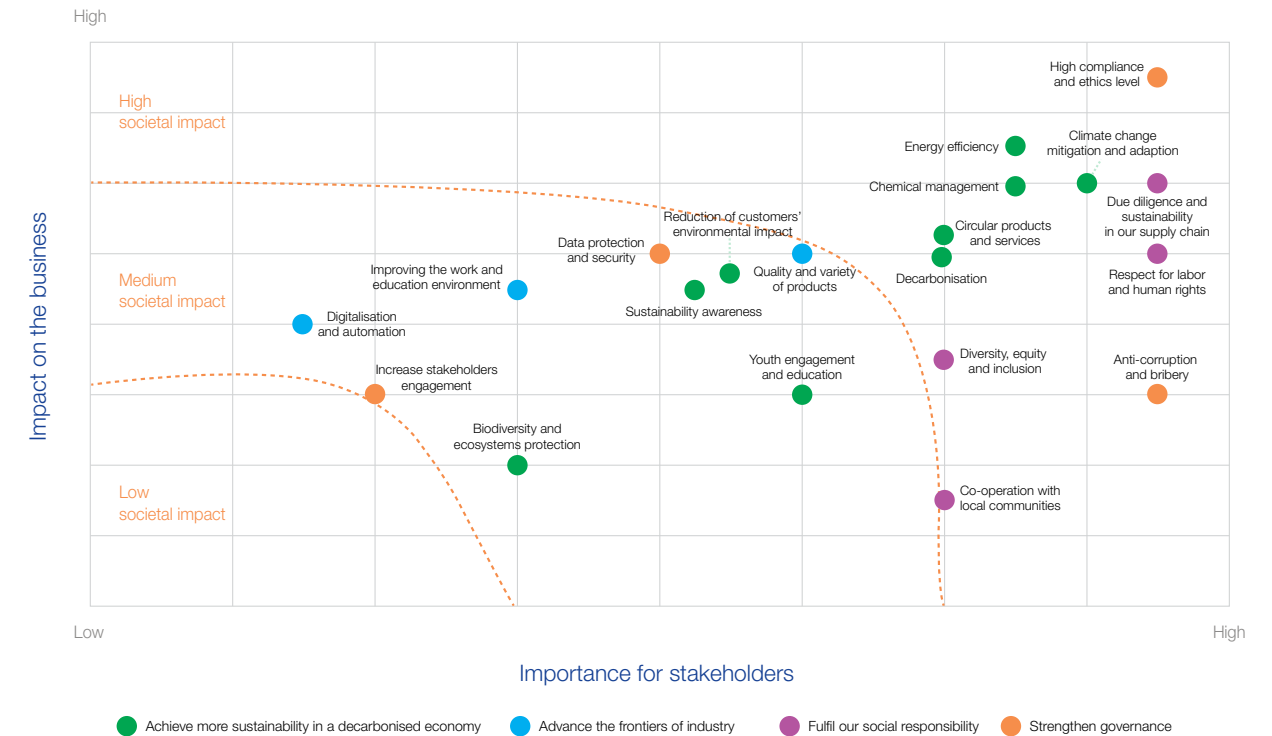 High
High compliance
and ethics level
High
societal impact
Energy efficiency
Climate change
mitigation and adaption
Chemical management
Due diligence and
sustainability
in our supply chain
Reduction of customers’
environmental impact
Circular products
and services
Data protection
and security
Improving the work and
education environment
Quality and variety
of products
Decarbonisation
Respect for labor
and human rights
Medium
societal impact
Sustainability awareness
Digitalisation
and automation
Impact on the business
Increase stakeholders
engagement
Youth engagement
and education
Diversity, equity
and inclusion
Anti-corruption
and bribery
Biodiversity and
ecosystems protection
Low
societal impact
Co-operation with
local communities
Low
High
Importance for stakeholders
Achieve more sustainability in a decarbonised economy
Advance the frontiers of industry
Fulfil our social responsibility
Strengthen governance